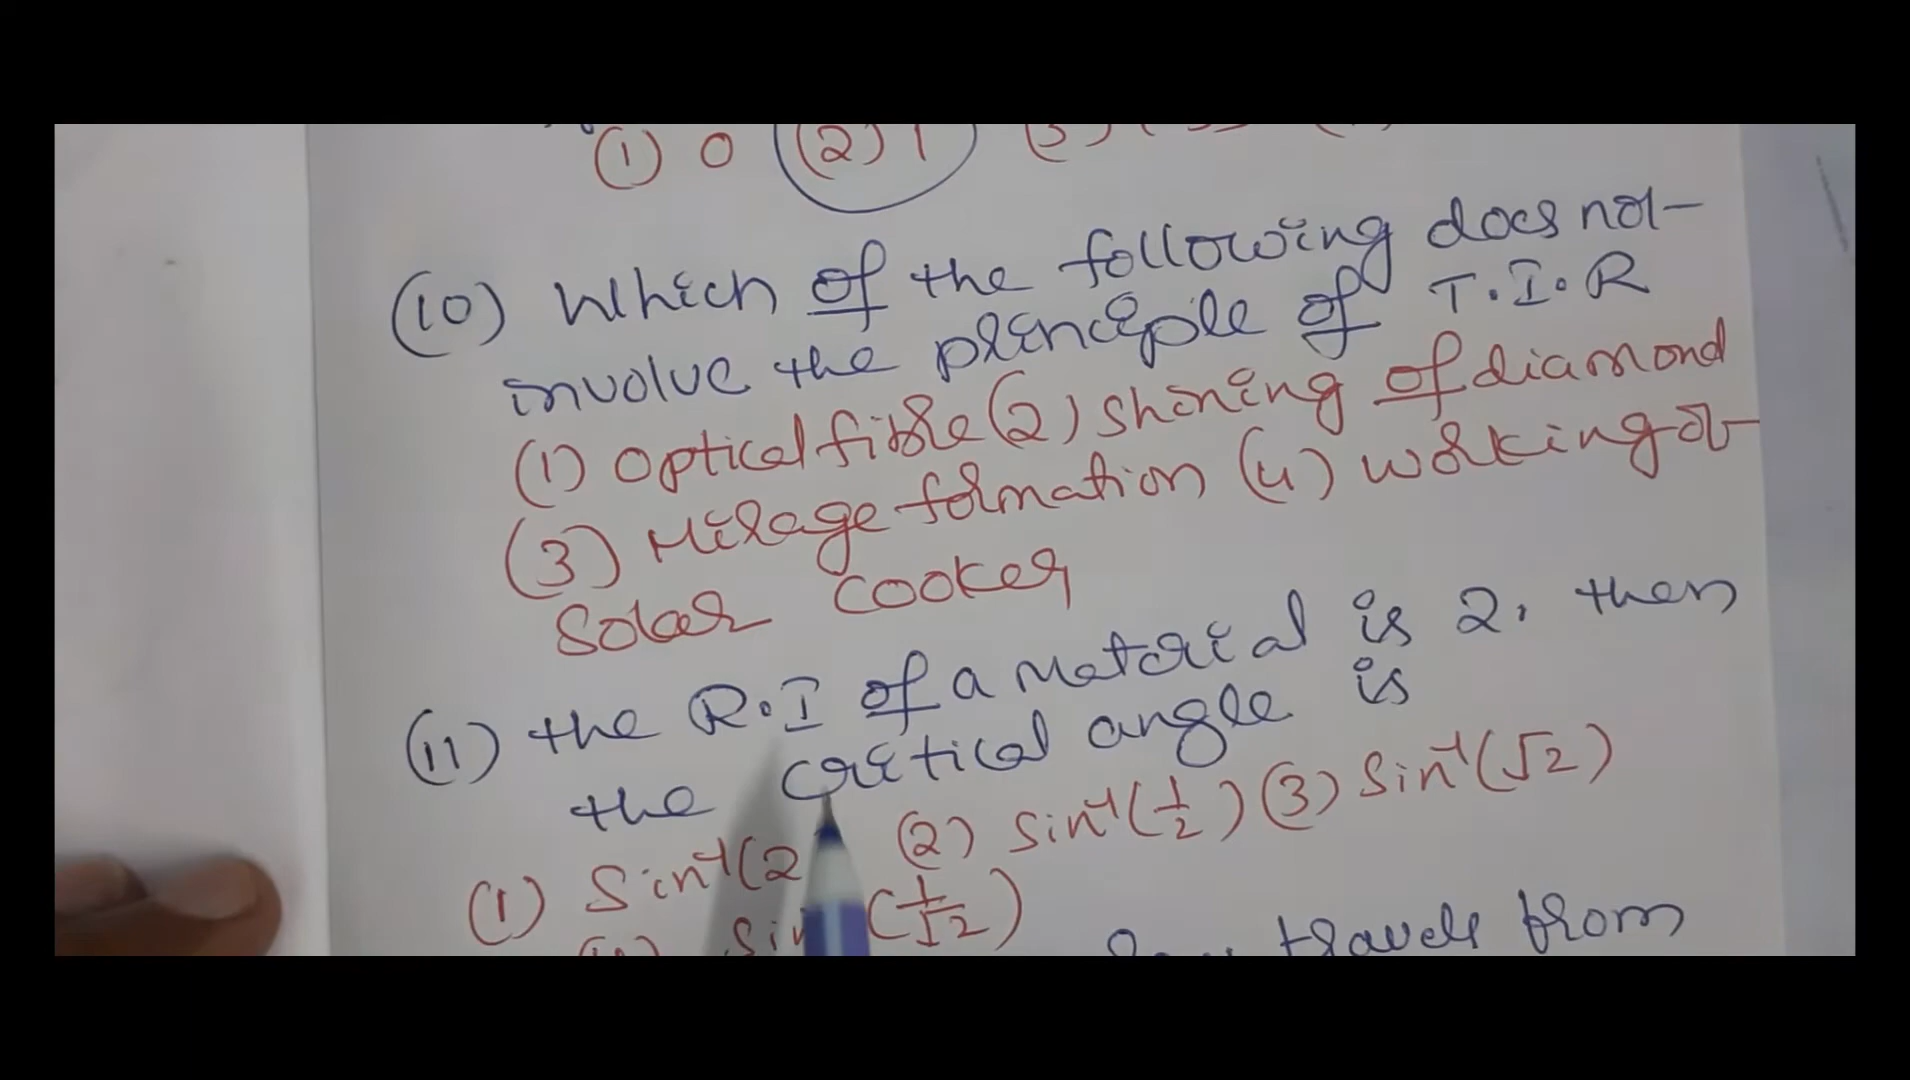 (1) 0 (2) 1 (3)
(10) Which of the following does not
involve the principle of T.I.R
(1) Optical fibre (2) Shining of diamond
(3) Mirage formation (4) working of
Solar cooker
(11) the R.I of a material is 2, then
the critical angle is
(1) Sin⁻¹(2 (2) Sin⁻¹(1/2) (3) Sin⁻¹(√2)
(1/√2)
travels from